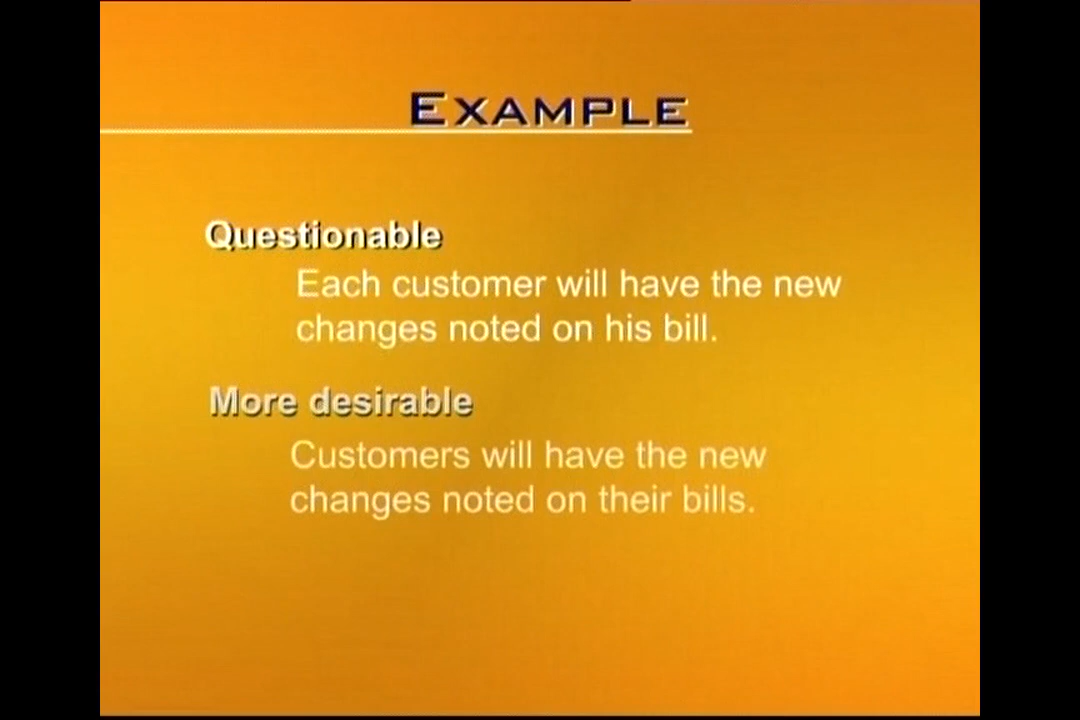 EXAMPLE
Questionable
Each customer will have the new
changes noted on his bill.
More desirable
Customers will have the new
changes noted on their bills.